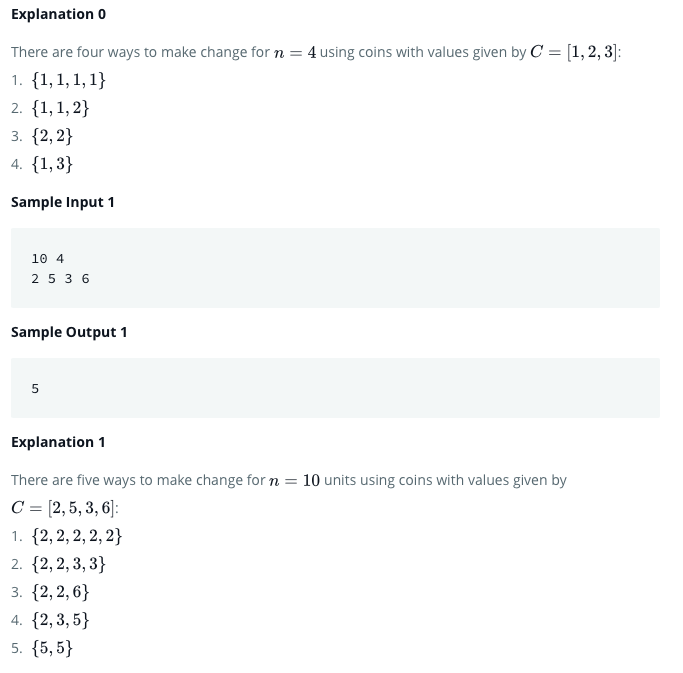 Explanation 0
There are four ways to make change for n = 4 using coins with values given by C = [1, 2, 3]:
1. {1, 1, 1, 1}
2. {1, 1, 2}
3. {2, 2}
4. {1, 3}
Sample Input 1
10 4
2 5 3 6
Sample Output 1
5
Explanation 1
There are five ways to make change for n = 10 units using coins with values given by
C = [2, 5, 3, 6]:
1. {2, 2, 2, 2, 2}
2. {2, 2, 3, 3}
3. {2, 2, 6}
4. {2, 3, 5}
5. {5, 5}